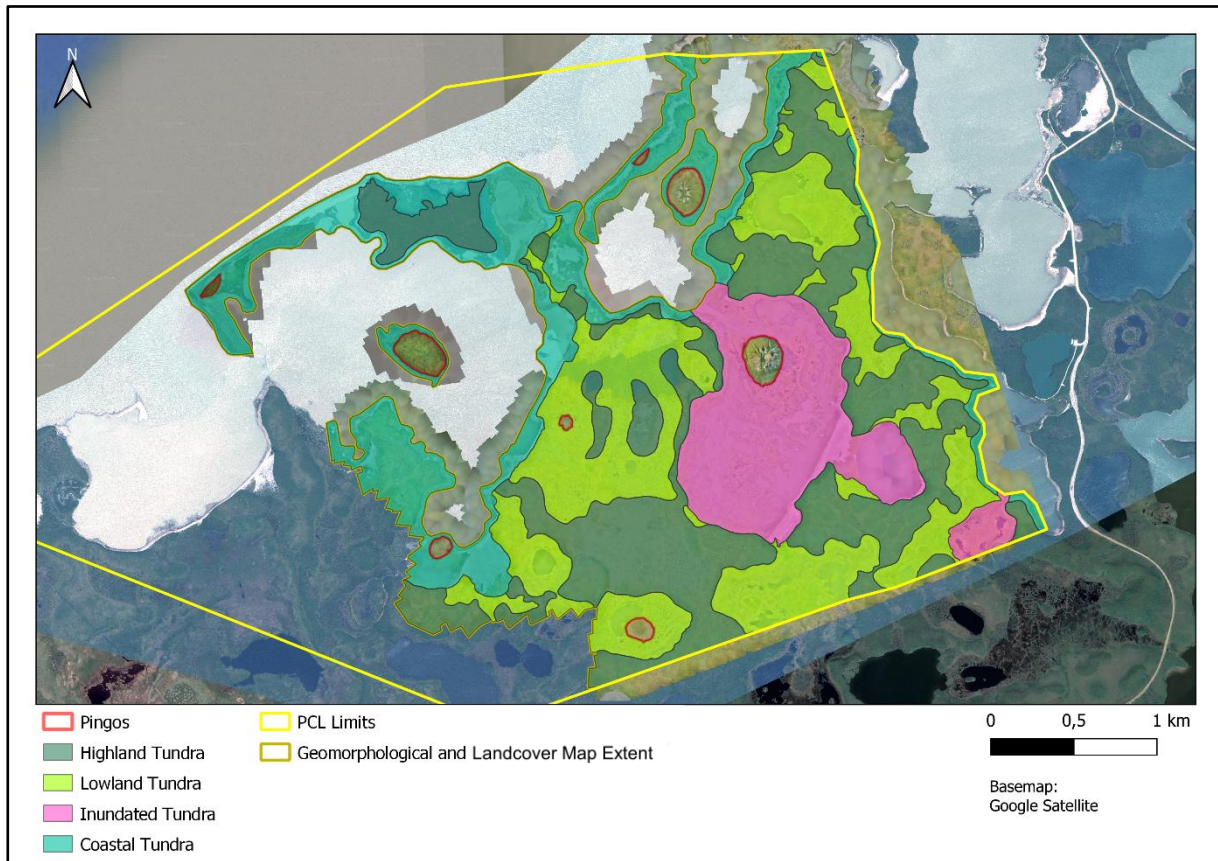 N
Pingos
Highland Tundra
Lowland Tundra
Inundated Tundra
Coastal Tundra
PCL Limits
Geomorphological and Landcover Map Extent
0 0,5 1 km
Basemap:
Google Satellite